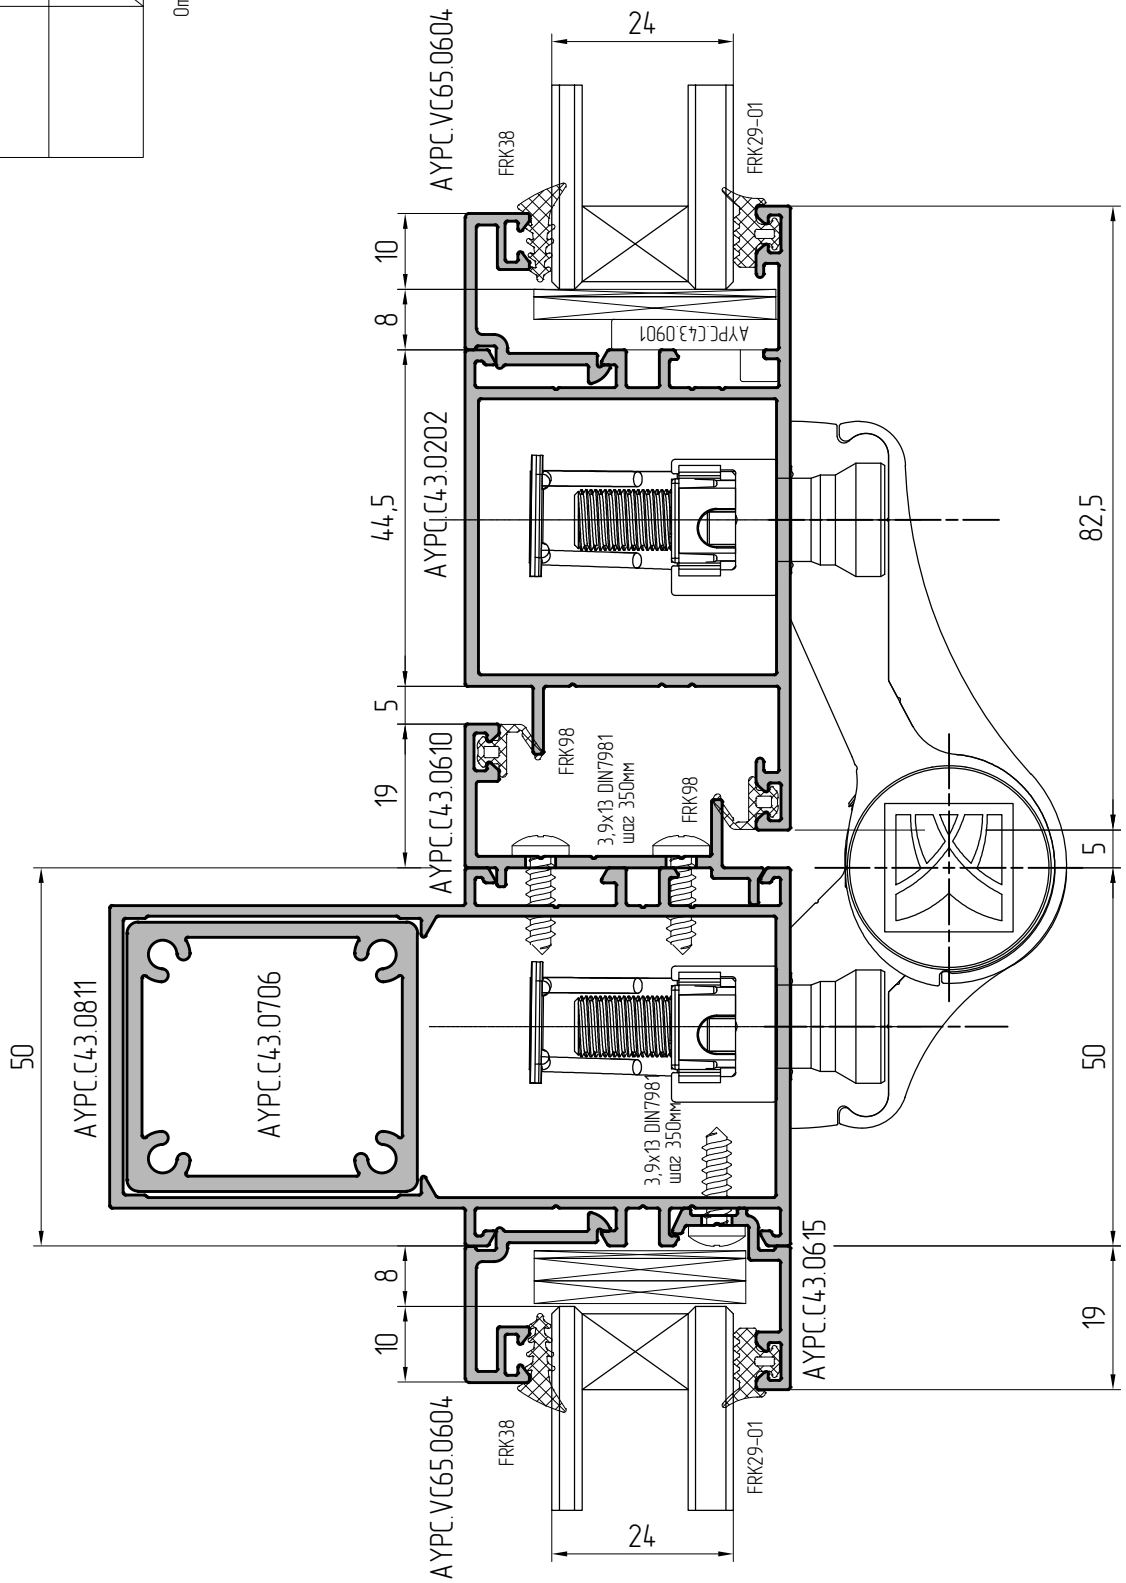 Оп
24
AYPC.VC65.0604
FRK38
FRK29-01
10
8
AYPC.C43.0901
AYPC.C43.0202
44,5
82,5
5
AYPC.C43.0610
19
FRK98
3,9x13 DIN7981
шаг 350мм
FRK98
5
50
AYPC.C43.0811
AYPC.C43.0706
50
3,9x13 DIN7981
шаг 350мм
8
10
AYPC.C43.0615
19
AYPC.VC65.0604
FRK38
FRK29-01
24